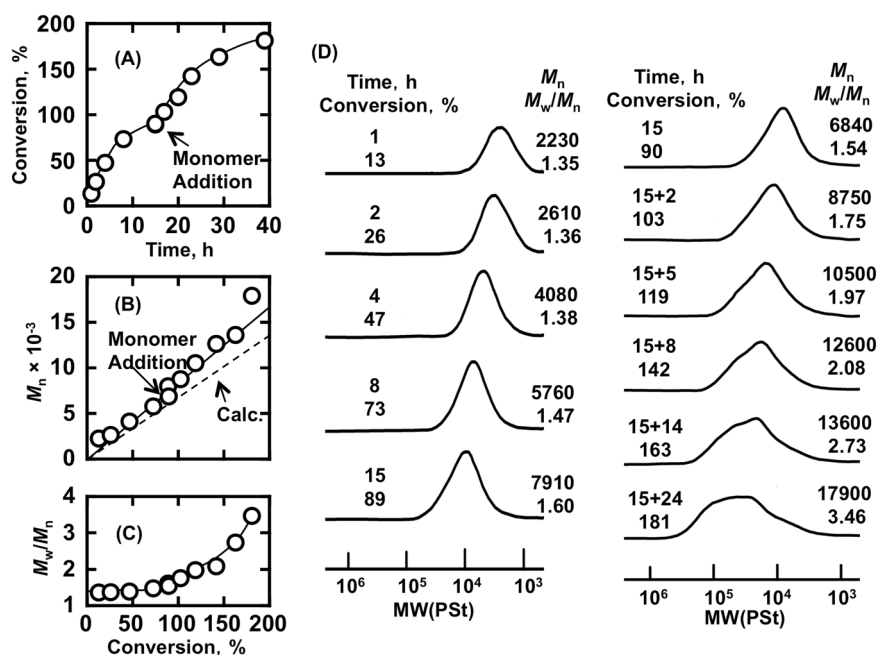 (A)
Conversion, %
200
150
100
50
0
Monomer
Addition
0 10 20 30 40
Time, h
(B)
Mn × 10-3
20
15
10
5
0
Monomer
Addition
Calc.
0 50 100 150 200
(C)
Mw/Mn
4
3
2
1
0 50 100 150 200
Conversion, %
(D)
Time, h Mn
Conversion, % Mw/Mn
1 2230
13 1.35
2 2610
26 1.36
4 4080
47 1.38
8 5760
73 1.47
15 7910
89 1.60
10⁶ 10⁵ 10⁴ 10³
MW(PSt)
Time, h Mn
Conversion, % Mw/Mn
15 6840
90 1.54
15+2 8750
103 1.75
15+5 10500
119 1.97
15+8 12600
142 2.08
15+14 13600
163 2.73
15+24 17900
181 3.46
10⁶ 10⁵ 10⁴ 10³
MW(PSt)